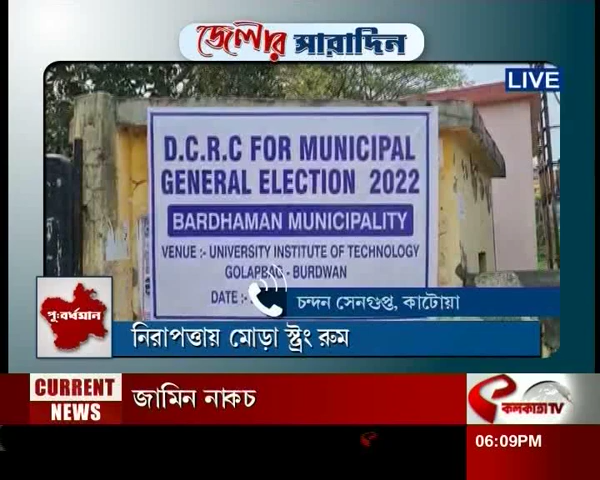 জেলার সারাদিন
LIVE
D.C.R.C FOR MUNICIPAL
GENERAL ELECTION 2022
BARDHAMAN MUNICIPALITY
VENUE :- UNIVERSITY INSTITUTE OF TECHNOLOGY
GOLAPBAG - BURDWAN
DATE :-
চন্দন সেনগুপ্ত, কাটোয়া
পূঃবর্ধমান
নিরাপত্তায় মোড়া স্ট্রং রুম
CURRENT
NEWS
জামিন নাকচ
কলকাতা TV
06:09PM